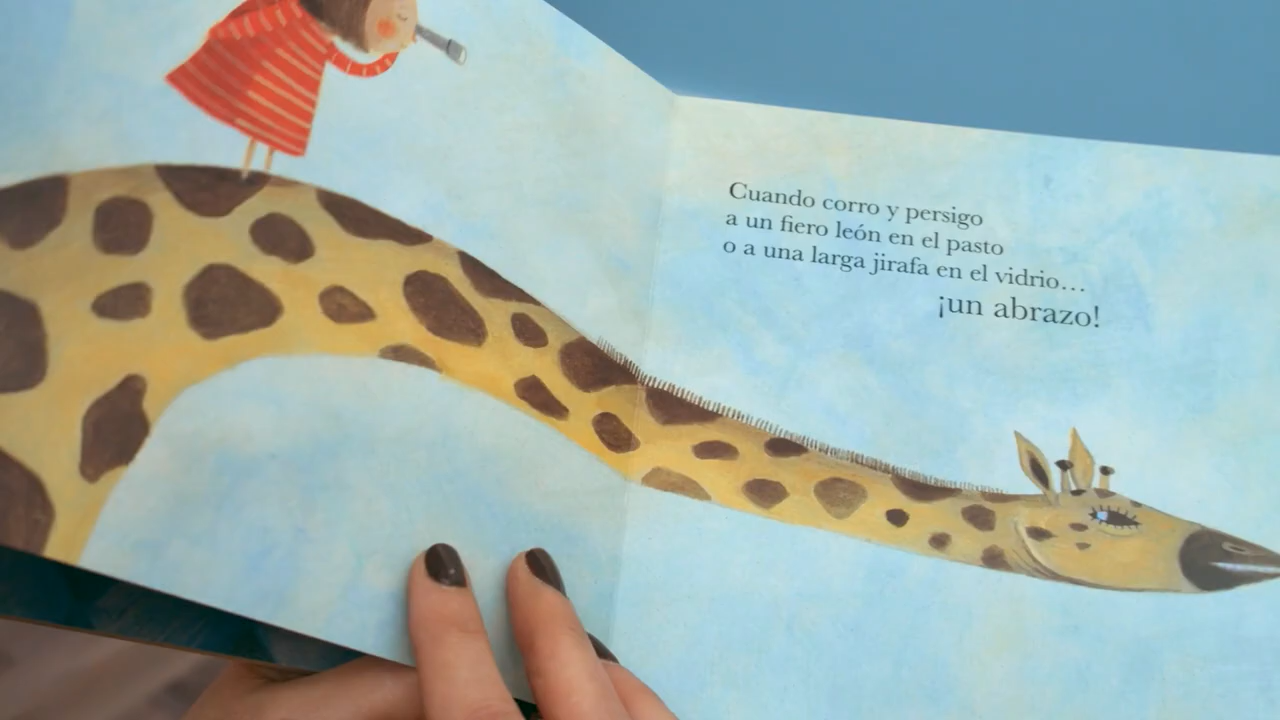 Cuando corro y persigo
a un fiero león en el pasto
o a una larga jirafa en el vidrio...
¡un abrazo!